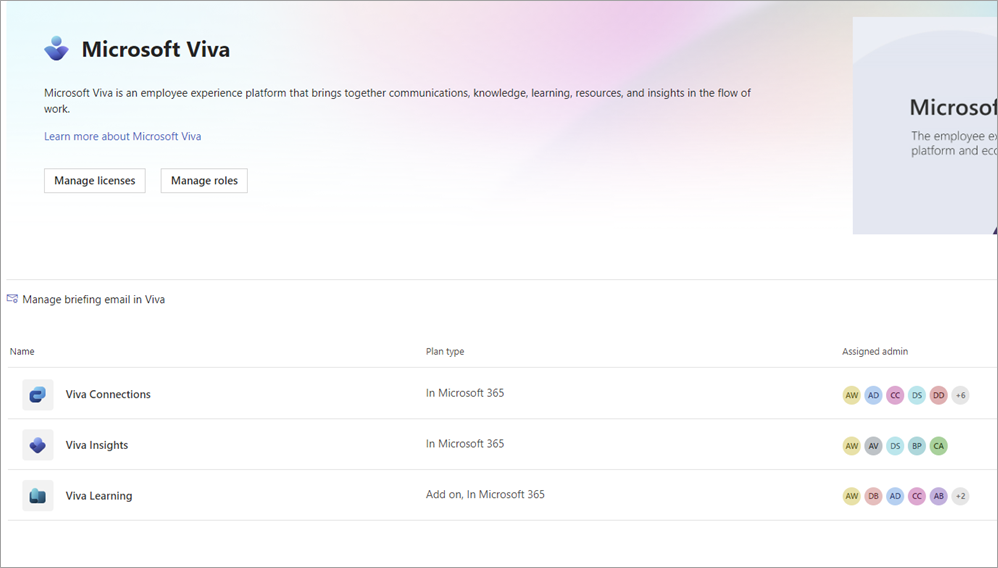 Microsoft Viva
Microsoft Viva is an employee experience platform that brings together communications, knowledge, learning, resources, and insights in the flow of
work.
Learn more about Microsoft Viva
Manage licenses
Manage roles
The employee
platform and
Manage briefing email in Viva
Name Plan type Assigned admin
Viva Connections In Microsoft 365 AW AD CC DS DD +6
Viva Insights In Microsoft 365 AW AV DS BP CA
Viva Learning Add on, In Microsoft 365 AW DB AD CC AB +2